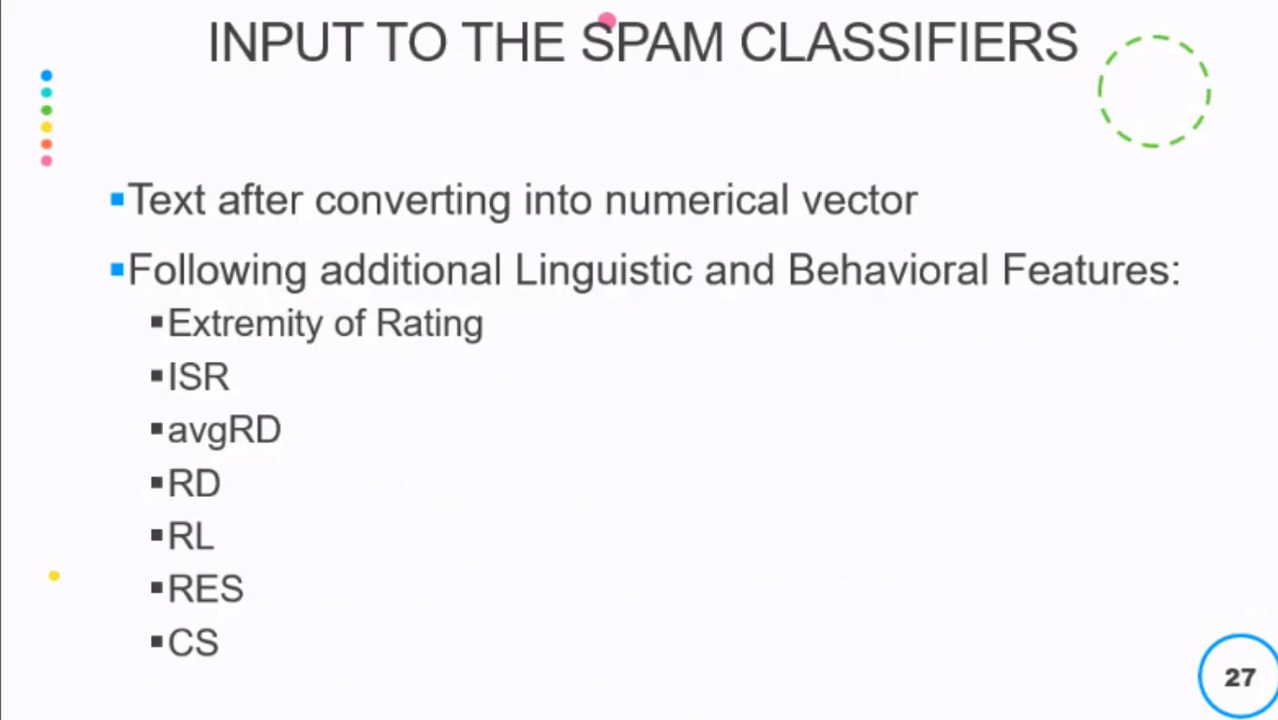 INPUT TO THE SPAM CLASSIFIERS
Text after converting into numerical vector
Following additional Linguistic and Behavioral Features:
Extremity of Rating
ISR
avgRD
RD
RL
RES
CS
27